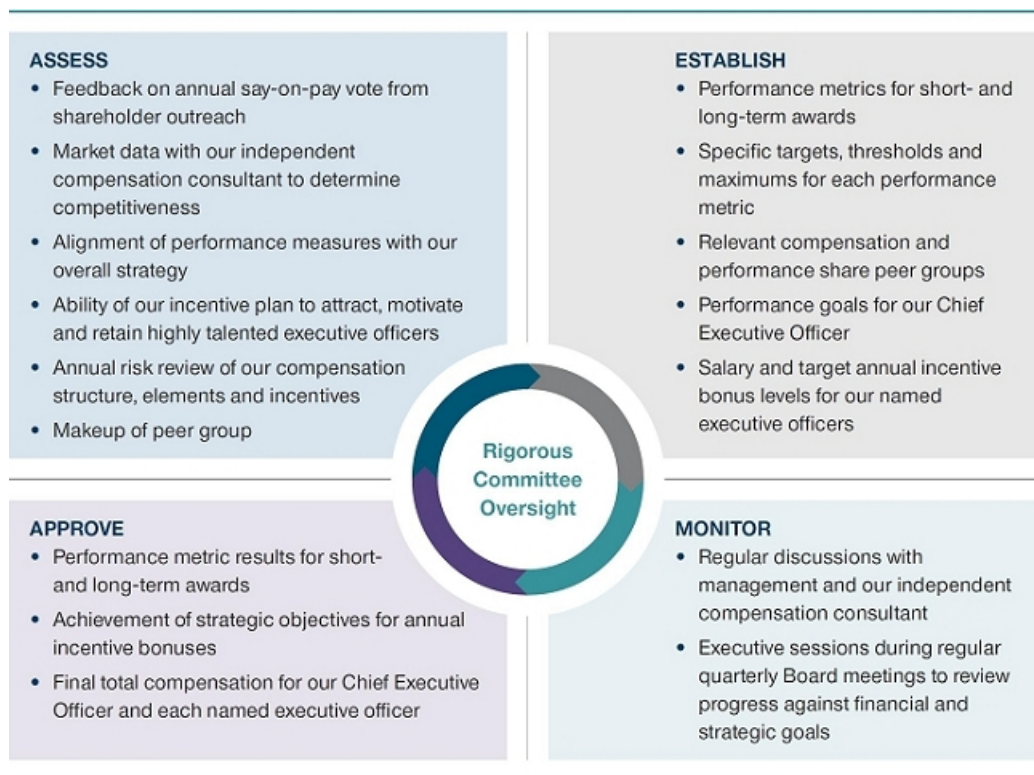 ASSESS
• Feedback on annual say-on-pay vote from
shareholder outreach
• Market data with our independent
compensation consultant to determine
competitiveness
• Alignment of performance measures with our
overall strategy
• Ability of our incentive plan to attract, motivate
and retain highly talented executive officers
• Annual risk review of our compensation
structure, elements and incentives
• Makeup of peer group
ESTABLISH
• Performance metrics for short- and
long-term awards
• Specific targets, thresholds and
maximums for each performance
metric
• Relevant compensation and
performance share peer groups
• Performance goals for our Chief
Executive Officer
• Salary and target annual incentive
bonus levels for our named
executive officers
Rigorous
Committee
Oversight
APPROVE
• Performance metric results for short-
and long-term awards
• Achievement of strategic objectives for annual
incentive bonuses
• Final total compensation for our Chief Executive
Officer and each named executive officer
MONITOR
• Regular discussions with
management and our independent
compensation consultant
• Executive sessions during regular
quarterly Board meetings to review
progress against financial and
strategic goals